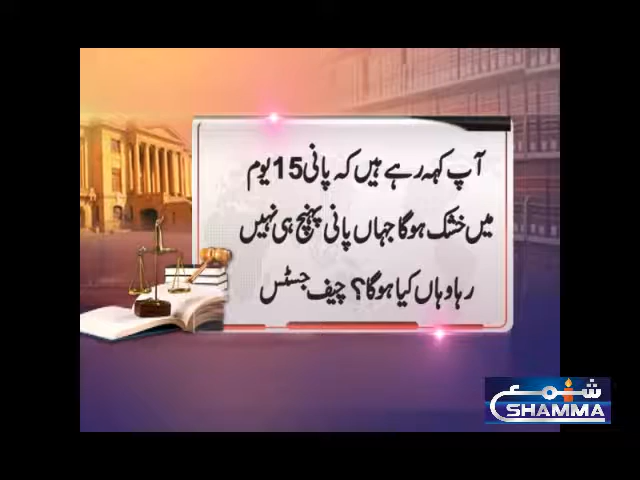 آپ کہہ رہے ہیں کہ پانی 15 یوم
میں خشک ہوگا جہاں پانی پہنچ ہی نہیں
رہا وہاں کیا ہوگا؟ چیف جسٹس
شمع
SHAMMA